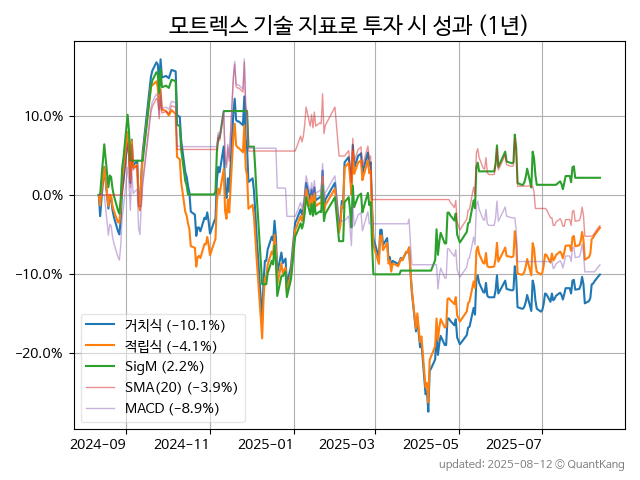 모트렉스 기술 지표로 투자 시 성과 (1년)
10.0%
0.0%
−10.0%
−20.0%
거치식 (−10.1%)
적립식 (−4.1%)
SigM (2.2%)
SMA(20) (−3.9%)
MACD (−8.9%)
2024-09 2024-11 2025-01 2025-03 2025-05 2025-07
updated: 2025-08-12 © QuantKang